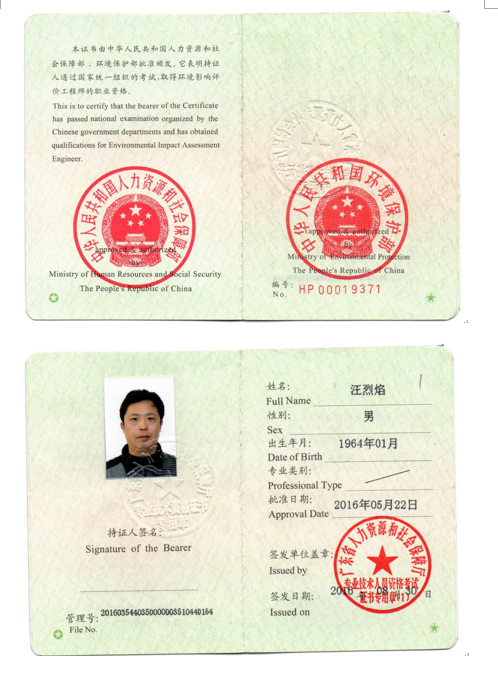 本证书由中华人民共和国人力资源和社
会保障部、环境保护部批准颁发。它表明持证
人通过国家统一组织的考试,取得环境影响评
价工程师的职业资格。
This is to certify that the bearer of the Certificate
has passed national examination organized by the
Chinese government departments and has obtained
qualifications for Environmental Impact Assessment
Engineer.
中华人民共和国人力资源和社会保障部
approved & authorized
by
Ministry of Human Resources and Social Security
The People's Republic of China
中华人民共和国环境保护部
approved & authorized
by
Ministry of Environmental Protection
The People's Republic of China
编号:
No. HP00019371
持证人签名:
Signature of the Bearer
管理号: 
File No.
姓名: 汪烈焰
Full Name
性别: 男
Sex
出生年月: 1964年01月
Date of Birth
专业类别:
Professional Type
批准日期: 2016年05月22日
Approval Date
签发单位盖章:
Issued by
广东省人力资源和社会保障厅
专业技术人员资格考试
证书专用章
签发日期: 2016 年 08 月 30 日
Issued on